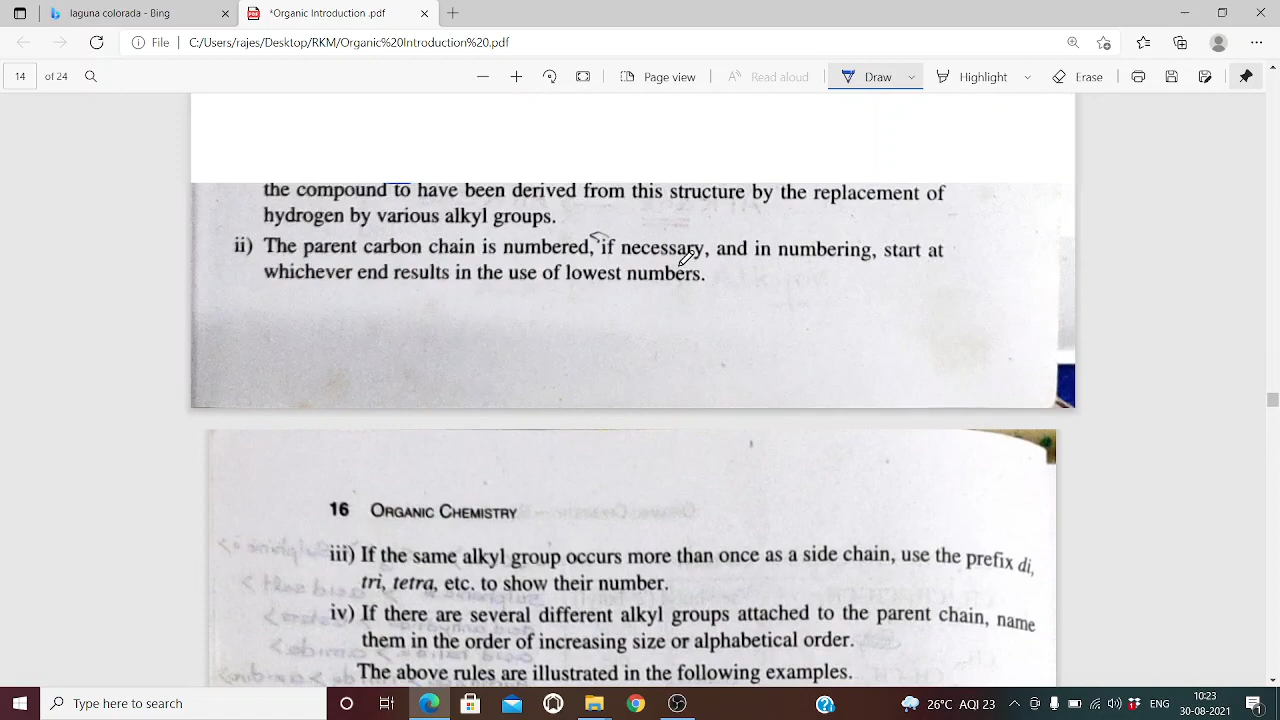 laguna colorada - Bing
*Organic Introduction .pdf
File | C:/Users/rajes/Desktop/RKM/Organic%20Introduction%20.pdf
14 of 24
Page view
Read aloud
Draw
Highlight
Erase
the compound to have been derived from this structure by the replacement of
hydrogen by various alkyl groups.
ii) The parent carbon chain is numbered, if necessary, and in numbering, start at
whichever end results in the use of lowest numbers.
16 ORGANIC CHEMISTRY
iii) If the same alkyl group occurs more than once as a side chain, use the prefix di,
tri, tetra, etc. to show their number.
iv) If there are several different alkyl groups attached to the parent chain, name
them in the order of increasing size or alphabetical order.
The above rules are illustrated in the following examples.
Type here to search
26°C
ENG
10:23
30-08-2021